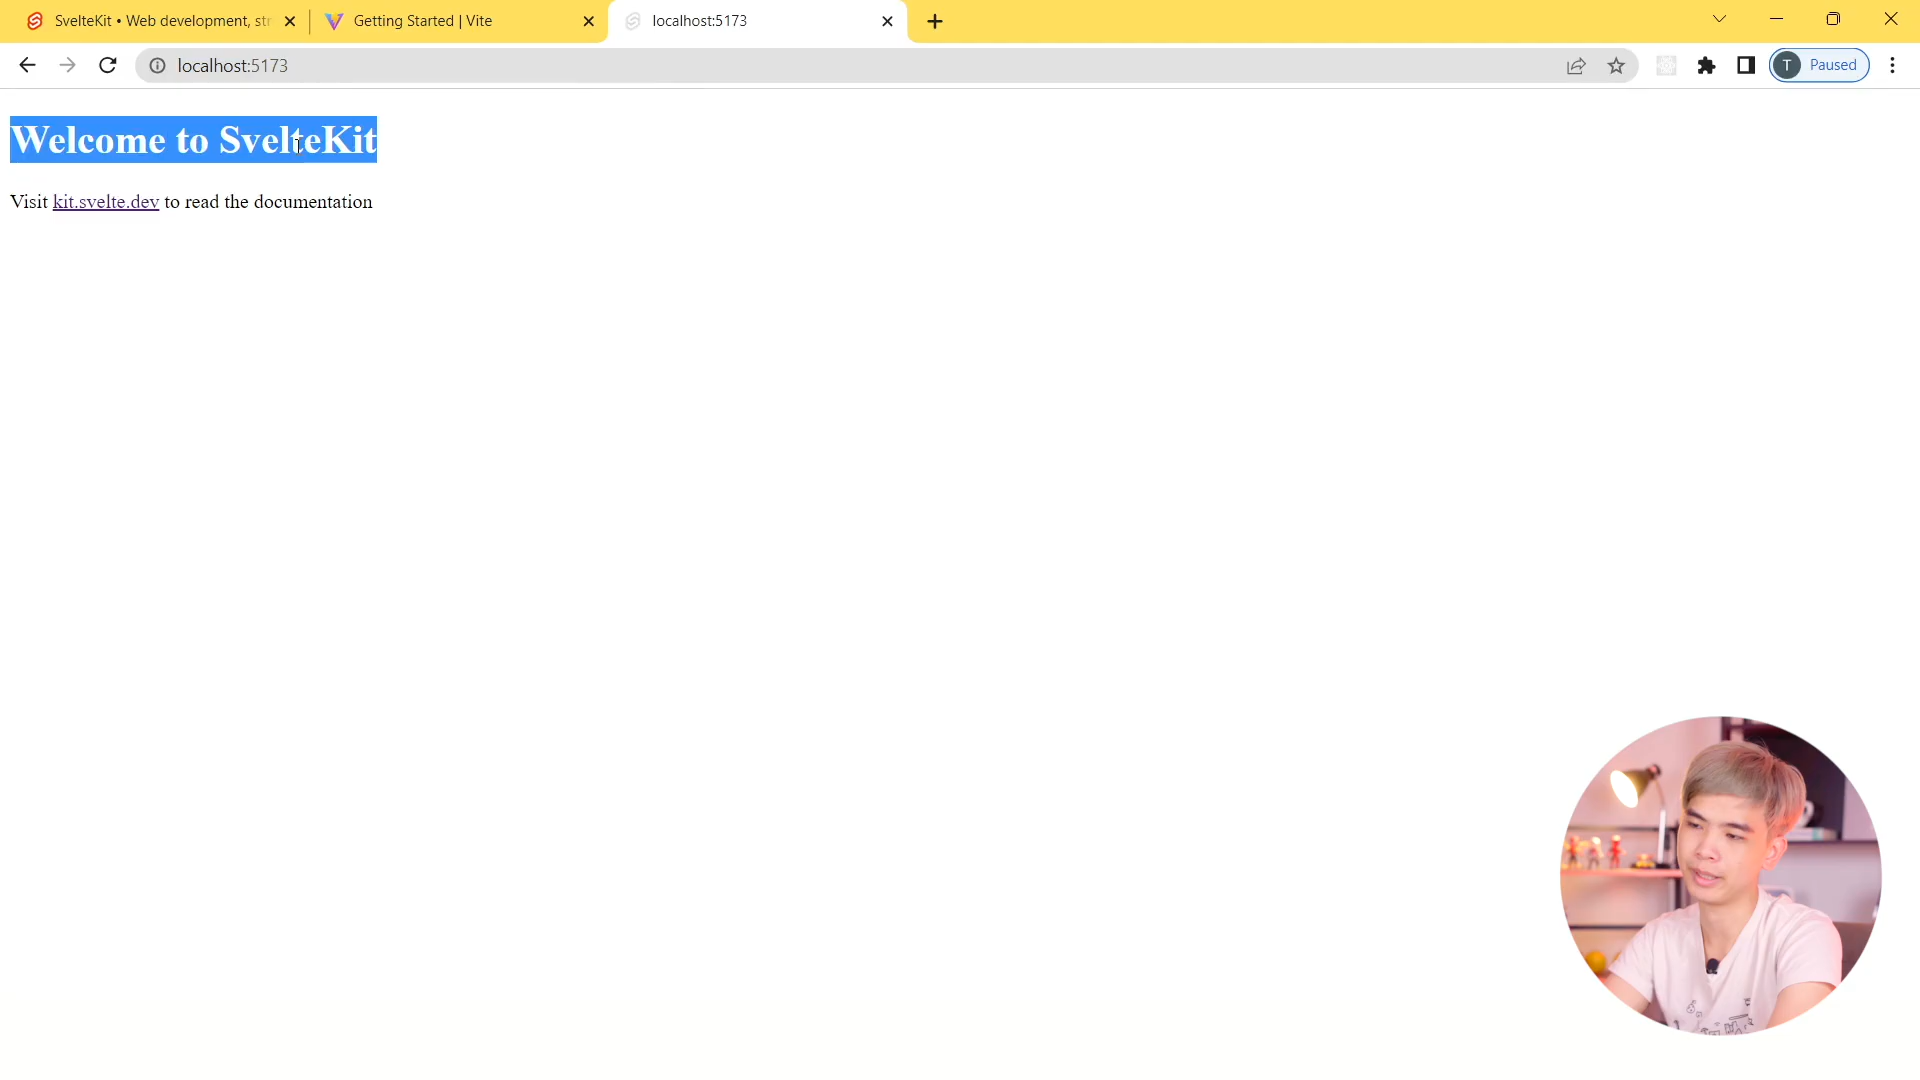 SvelteKit • Web development, str
Getting Started | Vite
localhost:5173
localhost:5173
T Paused
Welcome to SvelteKit
Visit kit.svelte.dev to read the documentation